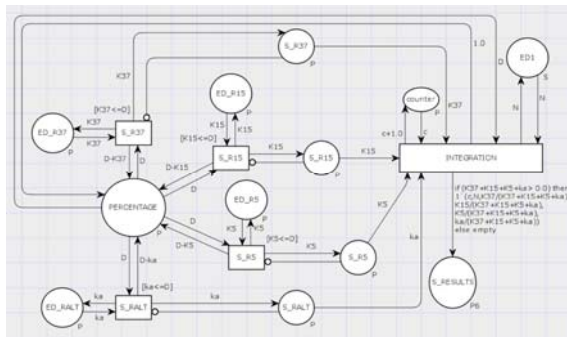 S_R37
1.0
K37
P
D
ED1
S
N
N
ED_R15
P
K15
K15
counter
P
K37
c+1.0
c
[K37<=D]
ED_R37
K37
K37
P
S_R37
[K15<=D]
S_R15
K15
S_R15
P
K15
INTEGRATION
D-K37
D
D-K15
D
PERCENTAGE
P
ED_R5
P
K5
K5
D
D-K5
[K5<=D]
S_R5
K5
S_R5
P
K5
if (K37+K15+K5+ka> 0.0) then
1`(c,N,K37/(K37+K15+K5+ka),
K15/(K37+K15+K5+ka),
K5/(K37+K15+K5+ka),
ka/(K37+K15+K5+ka))
else empty
D
D-ka
[ka<=D]
ka
ED_RALT
P
ka
ka
S_RALT
ka
S_RALT
P
S_RESULTS
P6